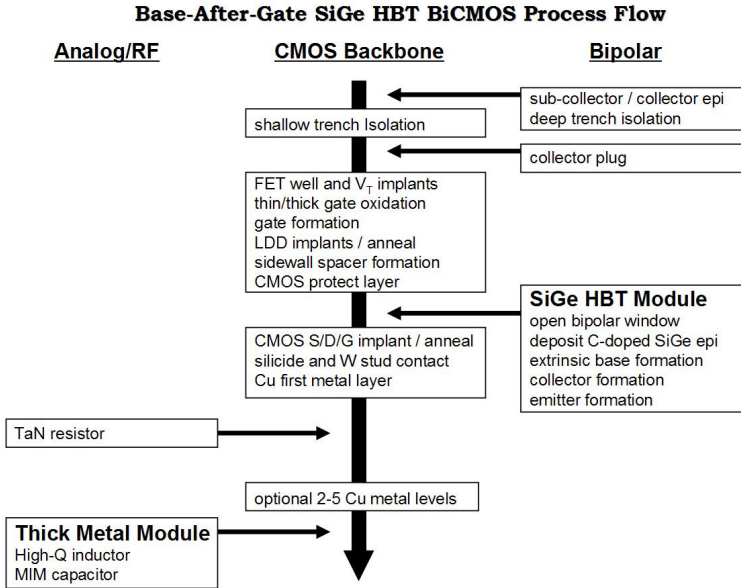 Base-After-Gate SiGe HBT BiCMOS Process Flow
Analog/RF
CMOS Backbone
Bipolar
sub-collector / collector epi
deep trench isolation
shallow trench Isolation
collector plug
FET well and V_T implants
thin/thick gate oxidation
gate formation
LDD implants / anneal
sidewall spacer formation
CMOS protect layer
SiGe HBT Module
open bipolar window
deposit C-doped SiGe epi
extrinsic base formation
collector formation
emitter formation
CMOS S/D/G implant / anneal
silicide and W stud contact
Cu first metal layer
TaN resistor
optional 2-5 Cu metal levels
Thick Metal Module
High-Q inductor
MIM capacitor